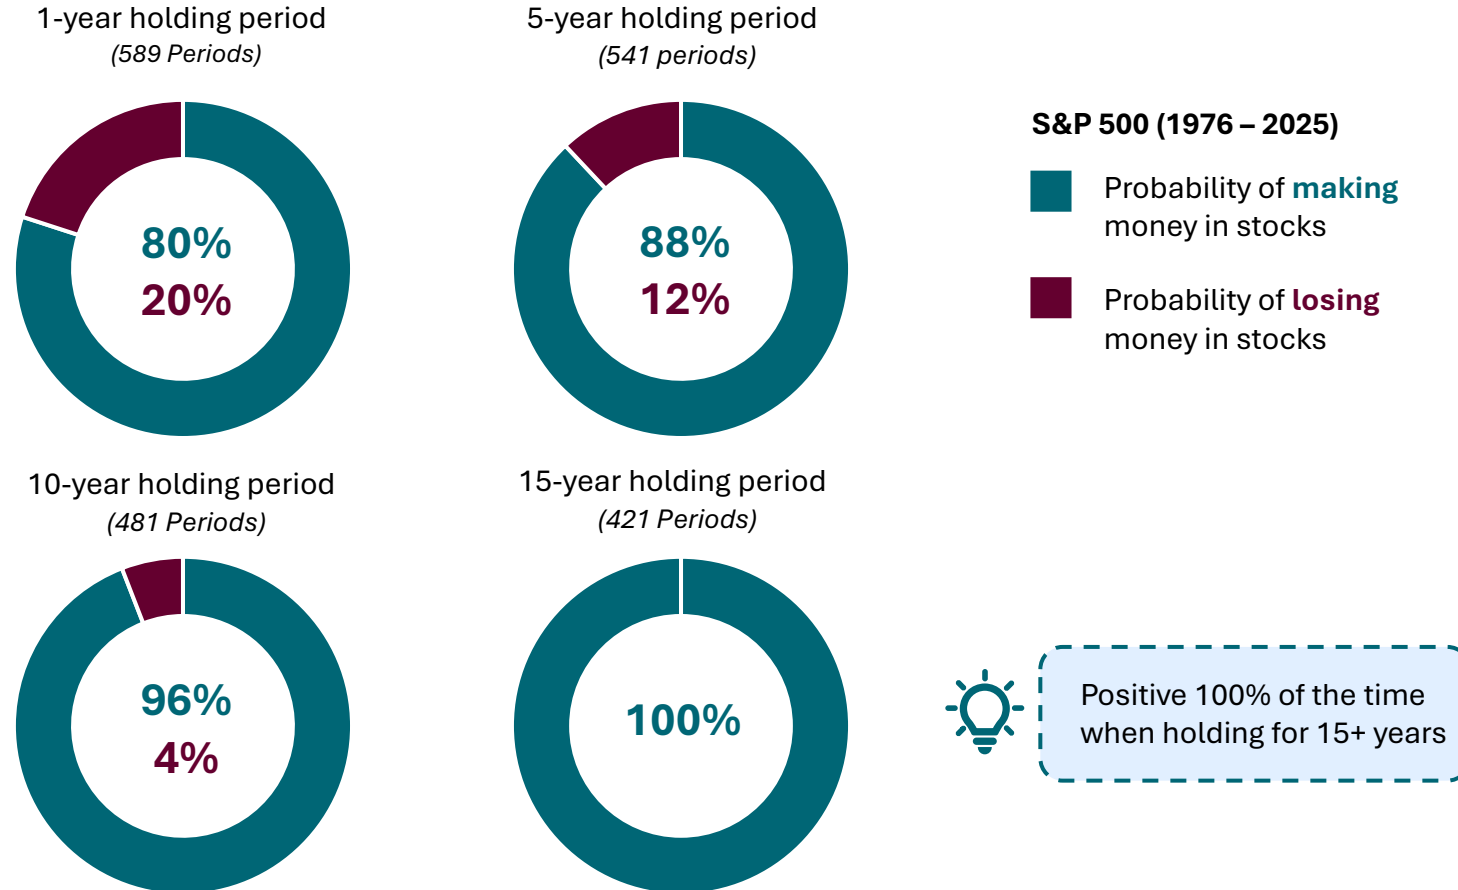 1-year holding period
(589 Periods)
80%
20%
5-year holding period
(541 periods)
88%
12%
S&P 500 (1976 – 2025)
Probability of making
money in stocks
Probability of losing
money in stocks
10-year holding period
(481 Periods)
96%
4%
15-year holding period
(421 Periods)
100%
Positive 100% of the time
when holding for 15+ years